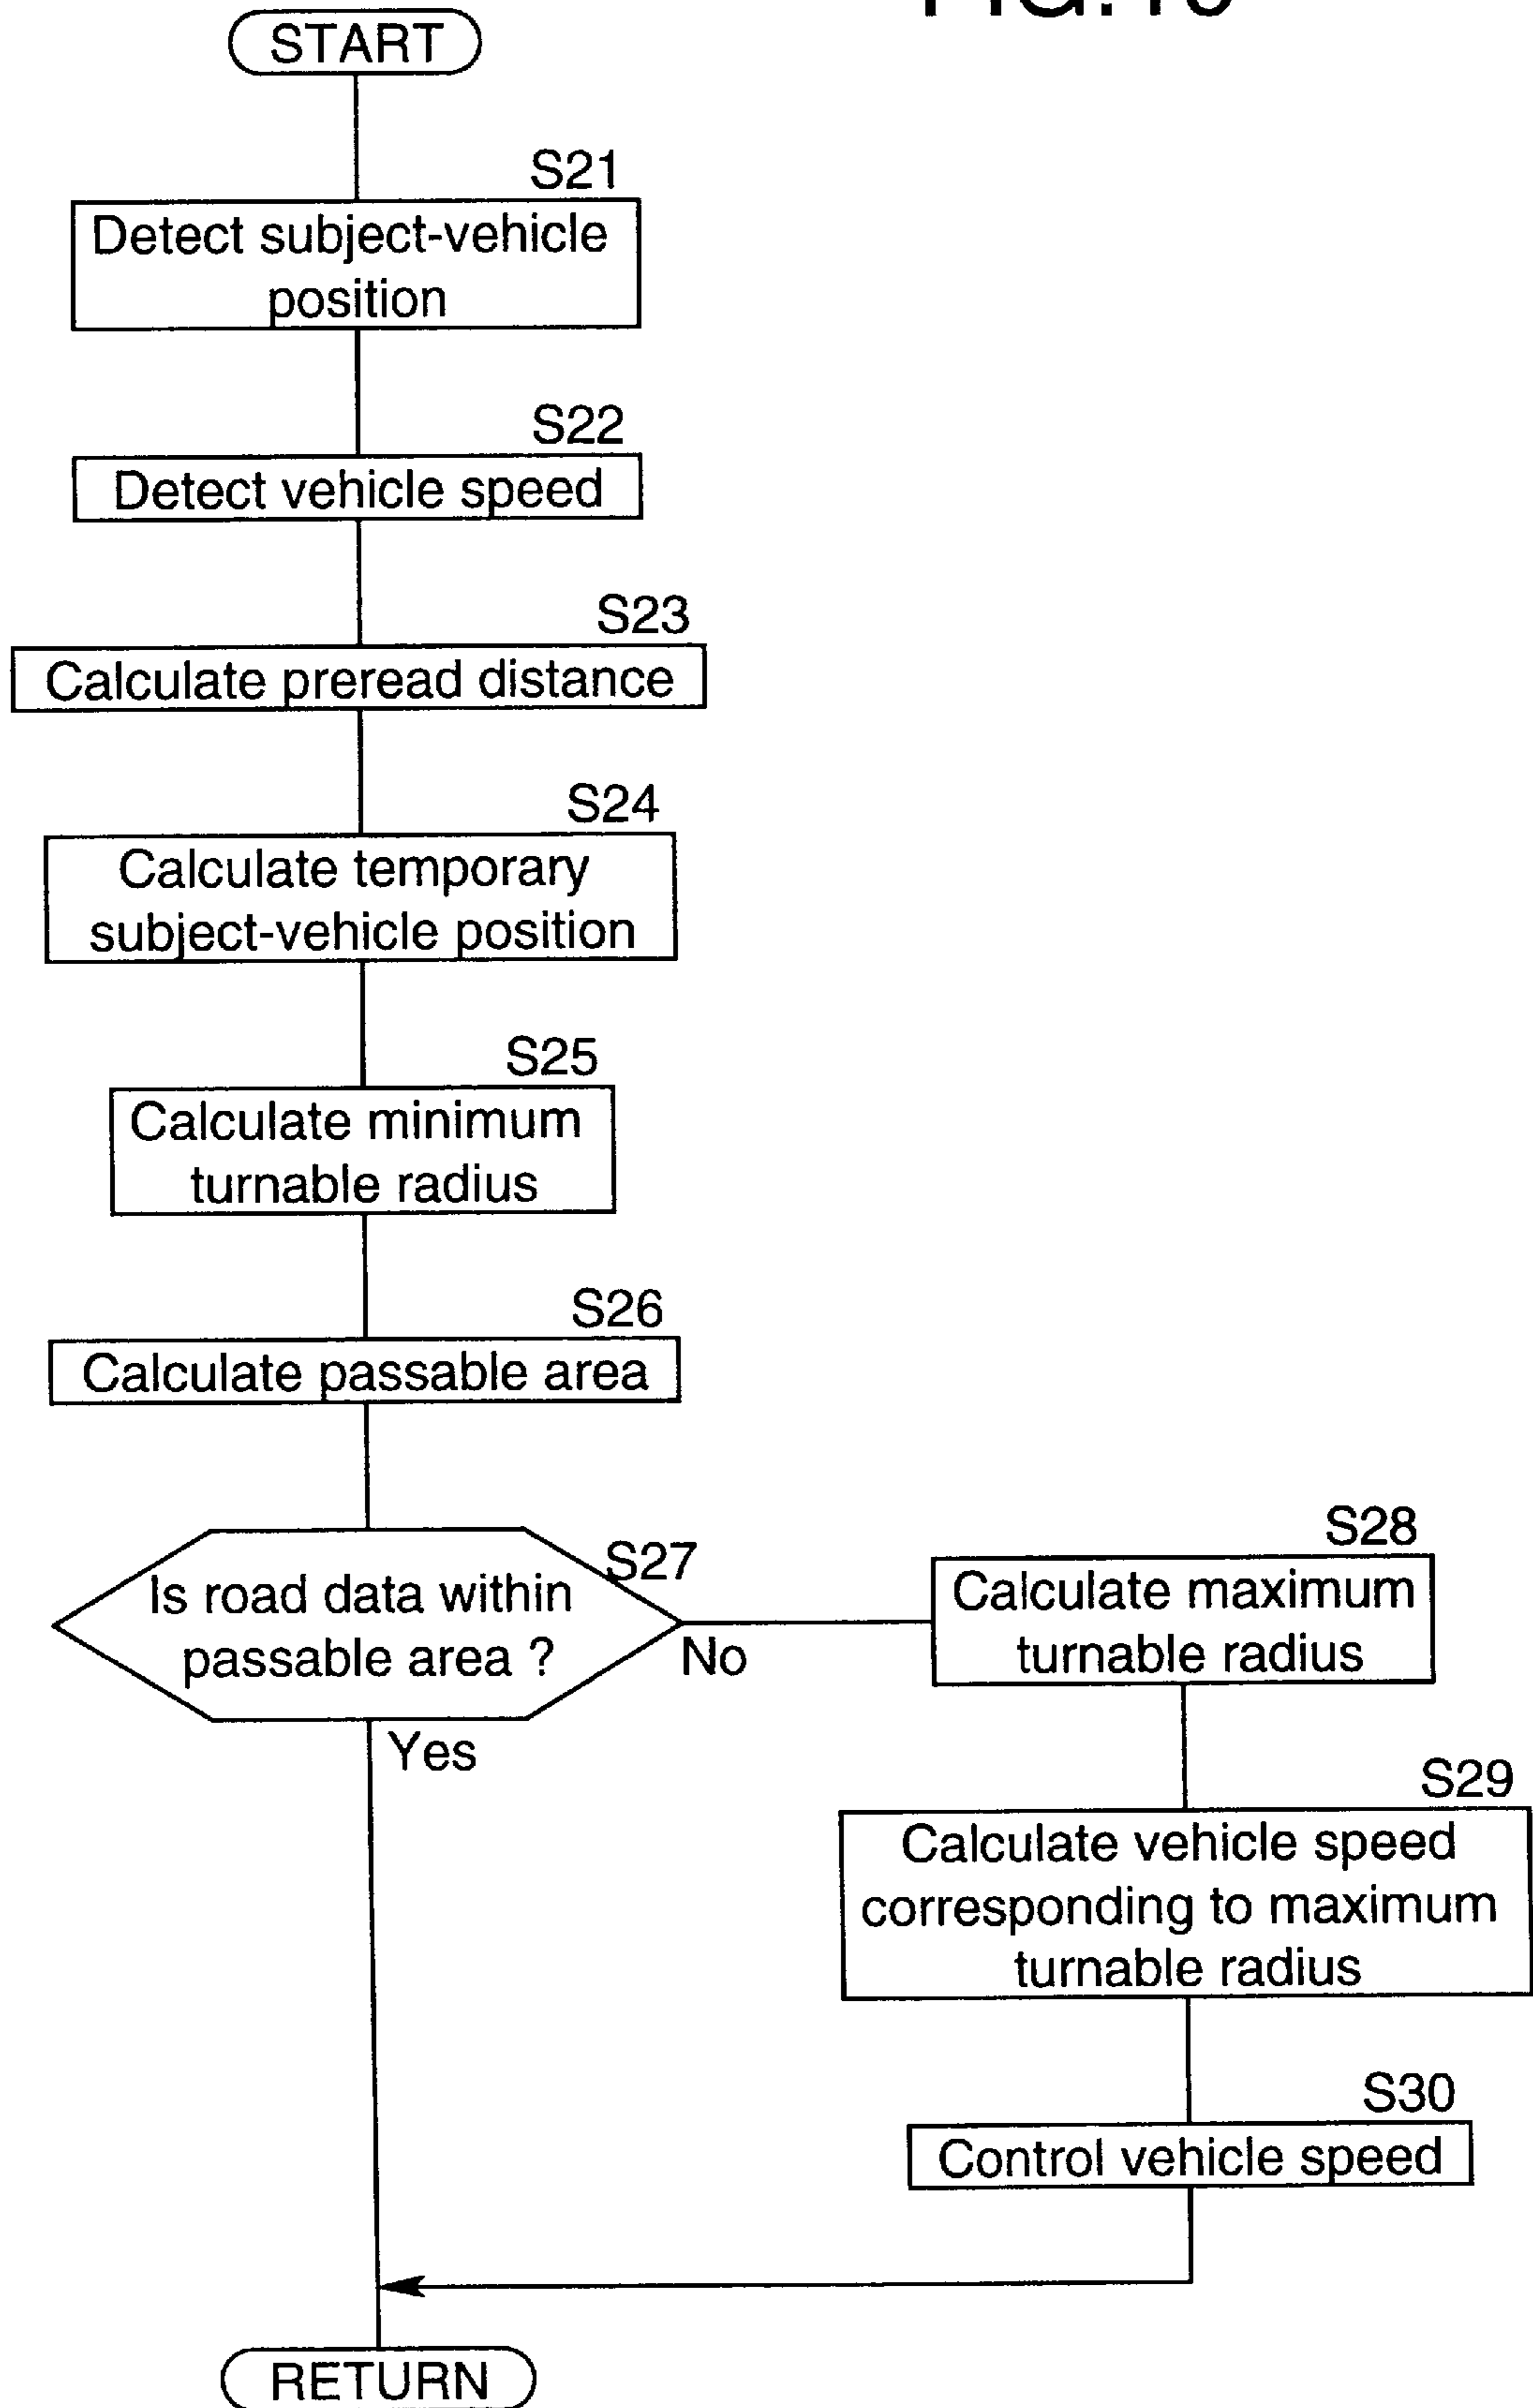 START
S21
Detect subject-vehicle
position
S22
Detect vehicle speed
S23
Calculate preread distance
S24
Calculate temporary
subject-vehicle position
S25
Calculate minimum
turnable radius
S26
Calculate passable area
S27
Is road data within
passable area ?
No
Yes
S28
Calculate maximum
turnable radius
S29
Calculate vehicle speed
corresponding to maximum
turnable radius
S30
Control vehicle speed
RETURN